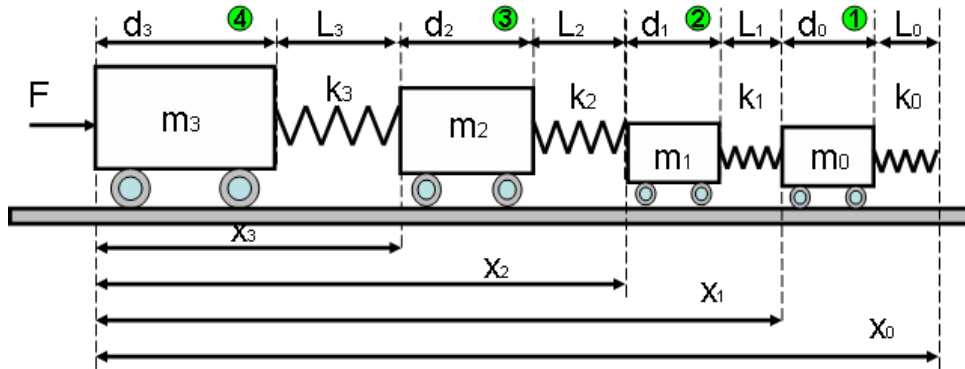 d₃ 4 L₃ d₂ 3 L₂ d₁ 2 L₁ d₀ 1 L₀
F k₃ k₂ k₁ k₀
m₃ m₂ m₁ m₀
x₃
x₂
x₁
x₀